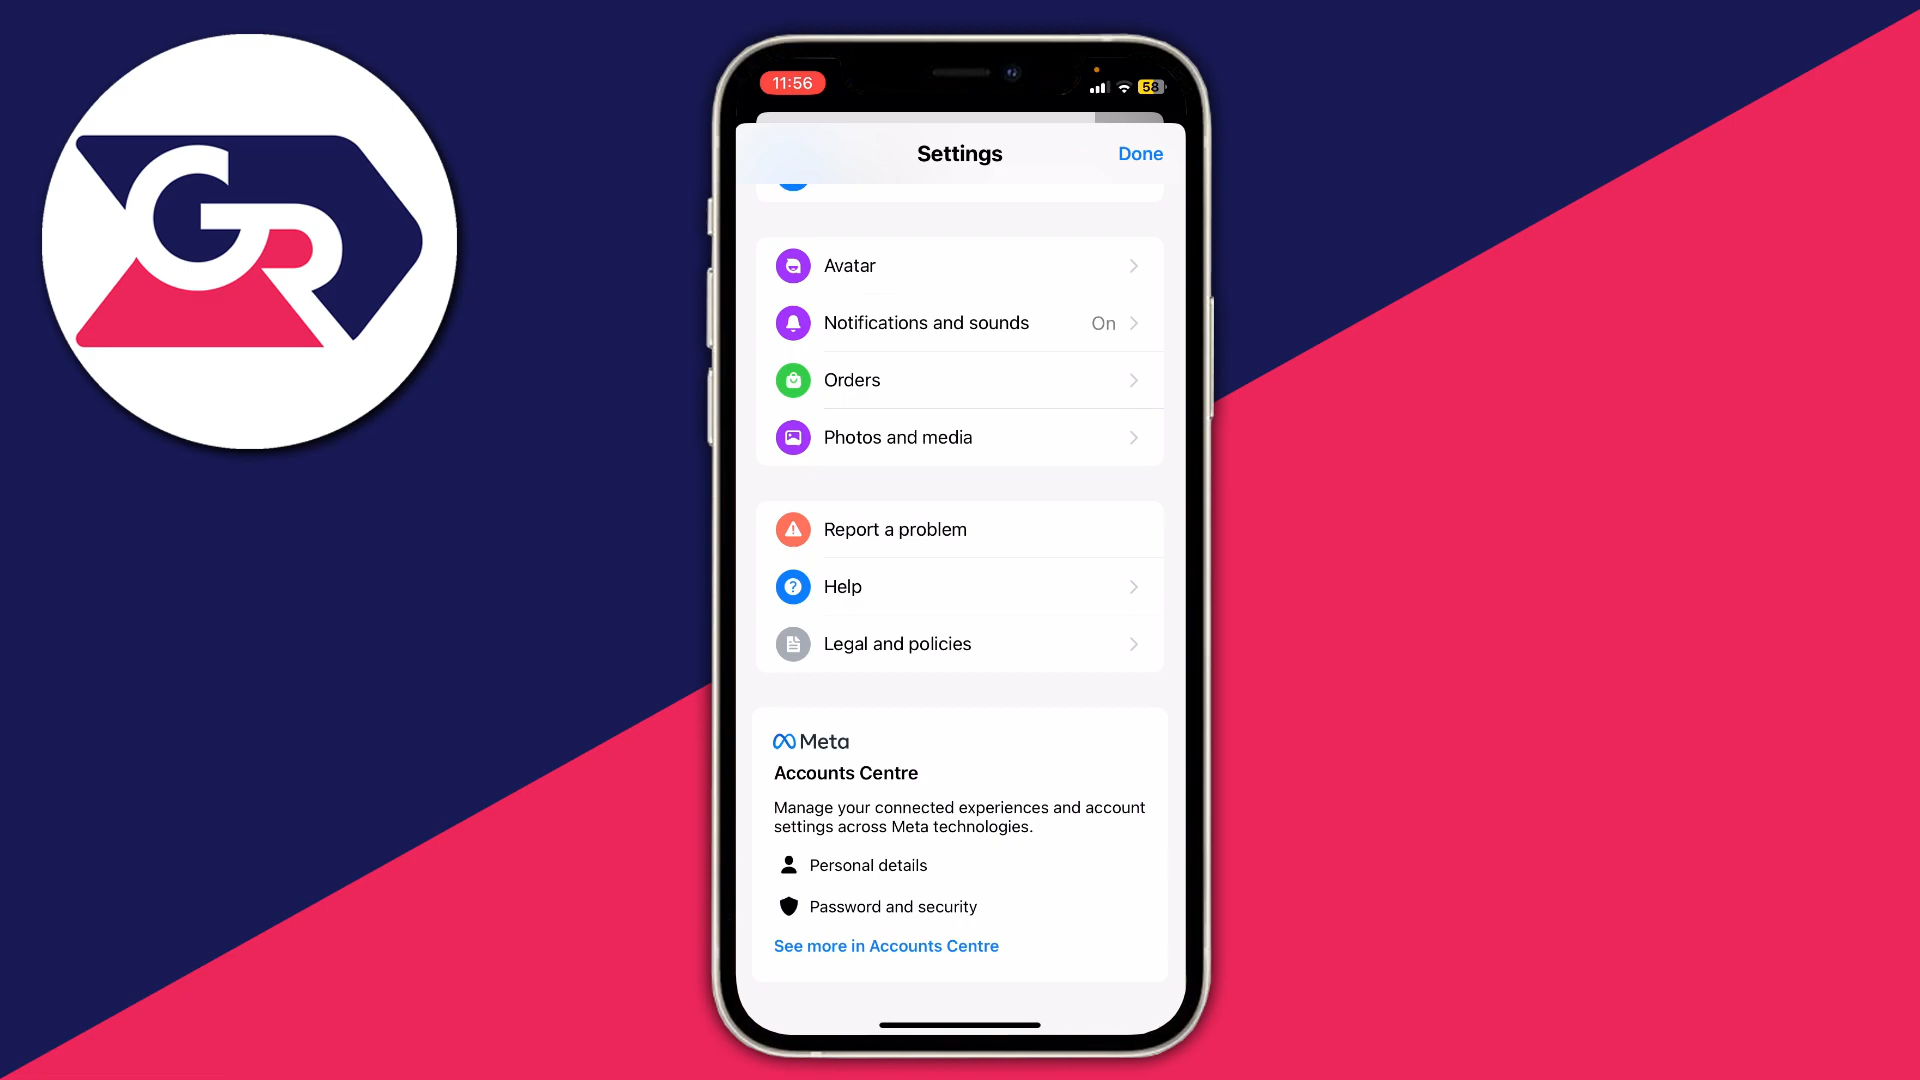 GR
11:56
58
Settings
Done
Avatar
Notifications and sounds On
Orders
Photos and media
Report a problem
Help
Legal and policies
Meta
Accounts Centre
Manage your connected experiences and account
settings across Meta technologies.
Personal details
Password and security
See more in Accounts Centre